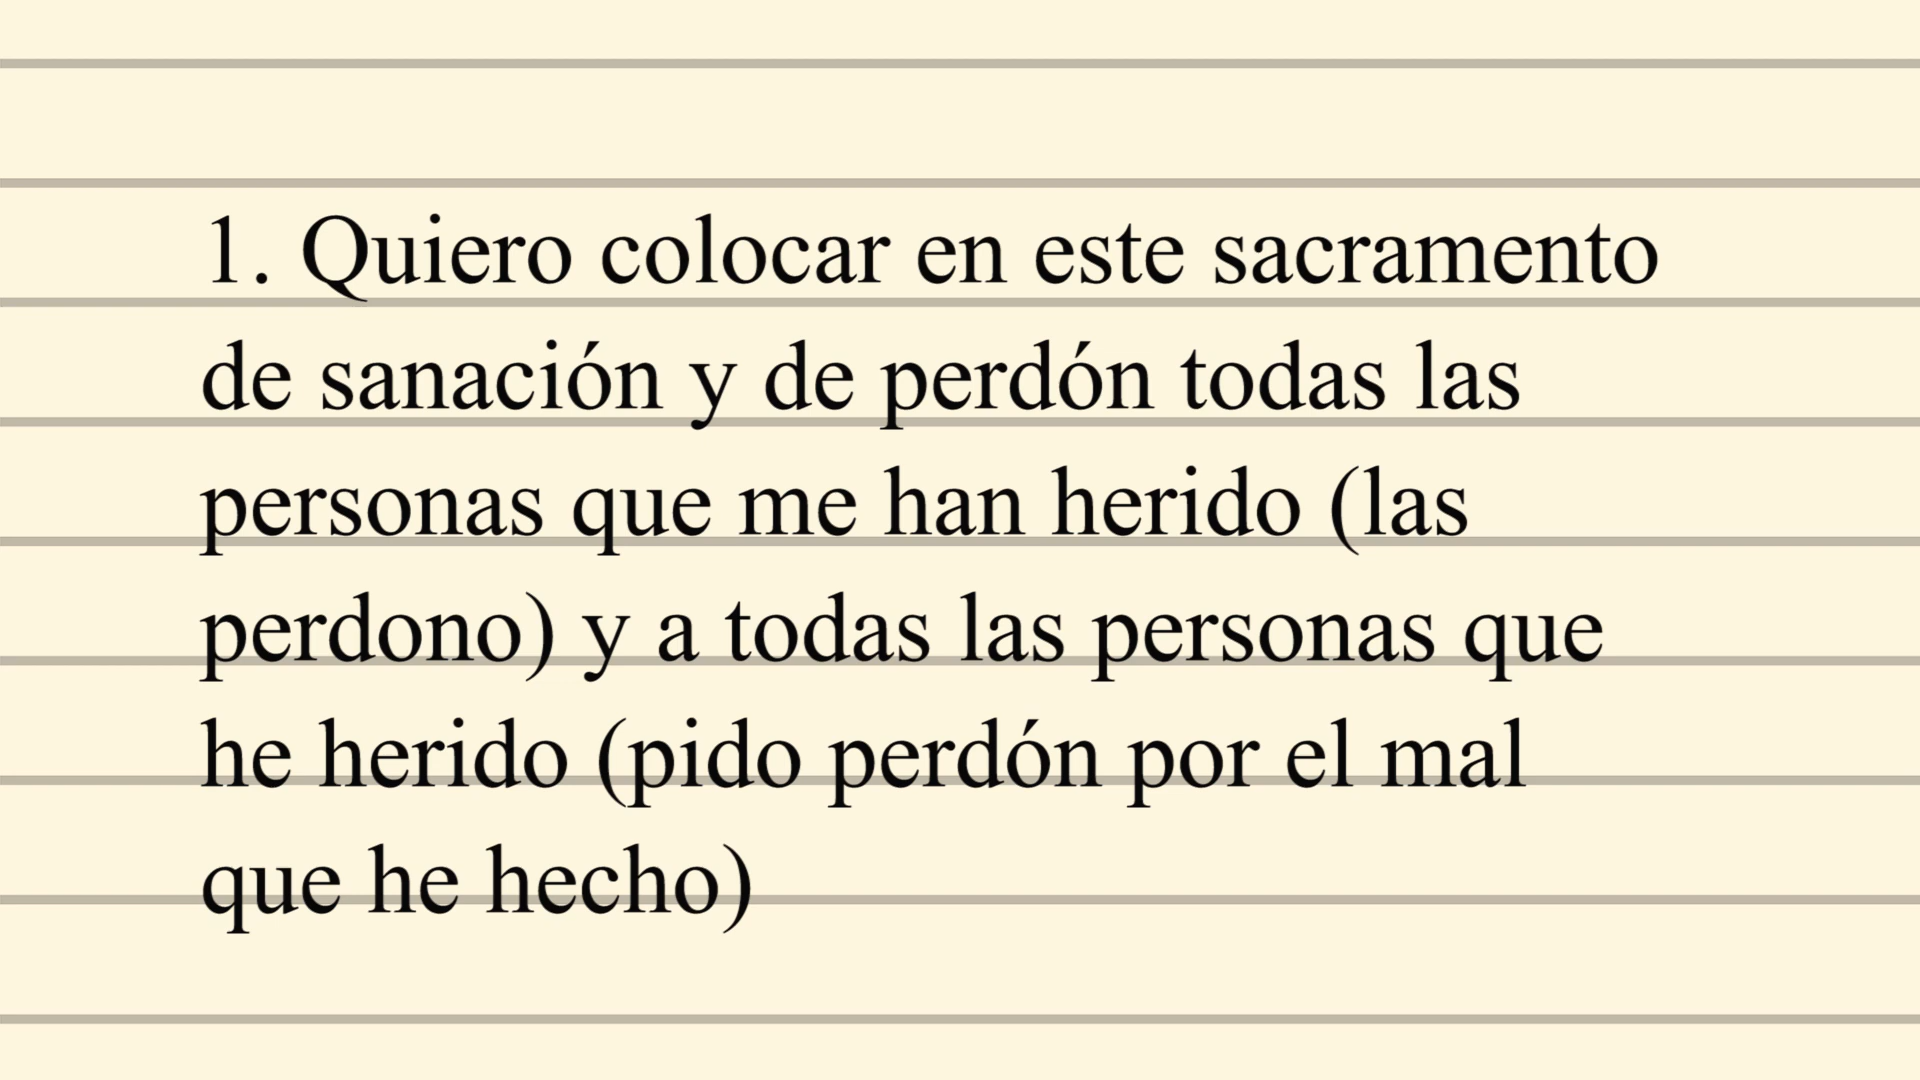 1. Quiero colocar en este sacramento
de sanación y de perdón todas las
personas que me han herido (las
perdono) y a todas las personas que
he herido (pido perdón por el mal
que he hecho)